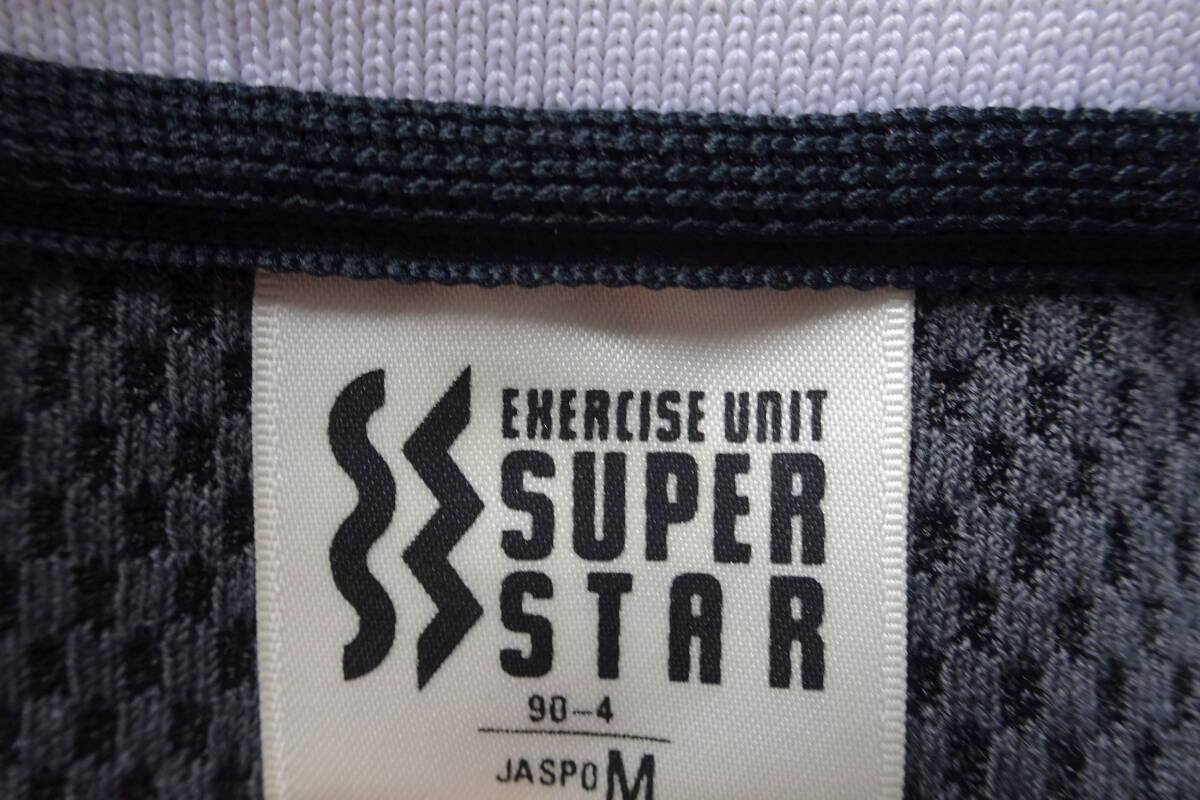 EXERCISE UNIT
SUPER
STAR
90-4
JASPO M